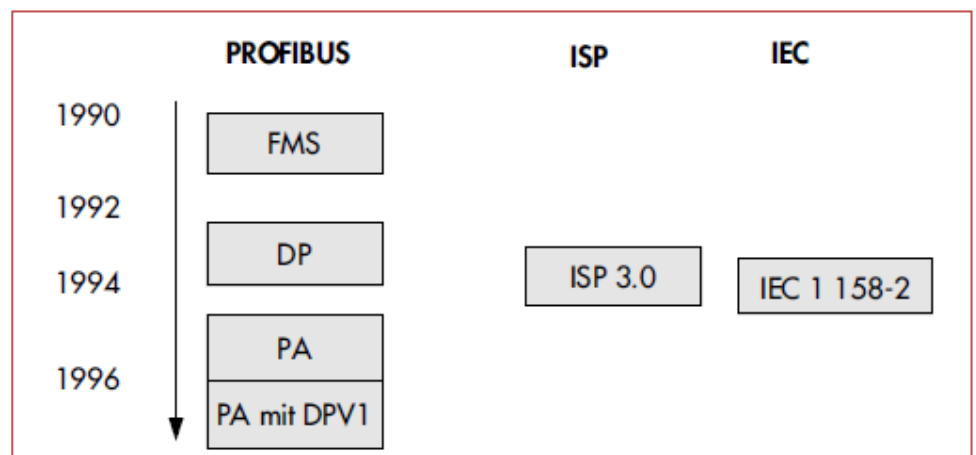 PROFIBUS ISP IEC
1990
FMS
1992
DP
ISP 3.0
IEC 1 158-2
1994
PA
1996
PA mit DPV1